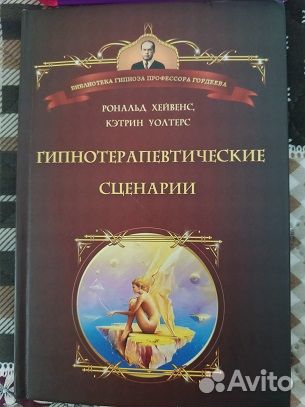 БИБЛИОТЕКА ГИПНОЗА ПРОФЕССОРА ГОРДЕЕВА
РОНАЛЬД ХЕЙВЕНС,
КЭТРИН УОЛТЕРС
ГИПНОТЕРАПЕВТИЧЕСКИЕ
СЦЕНАРИИ
Avito